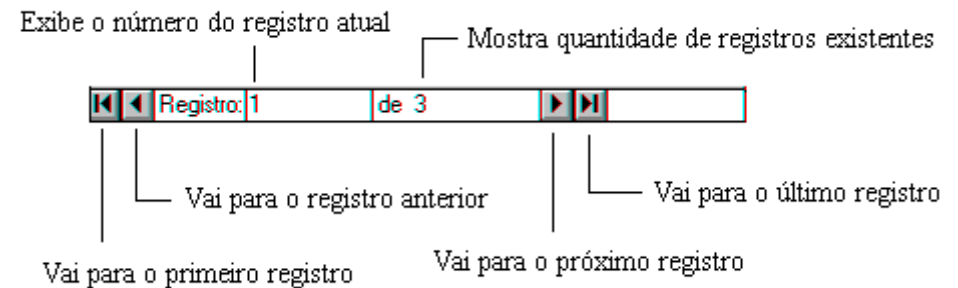 Exibe o número do registro atual
Mostra quantidade de registros existentes
Registro: 1 de 3
Vai para o registro anterior
Vai para o último registro
Vai para o primeiro registro
Vai para o próximo registro